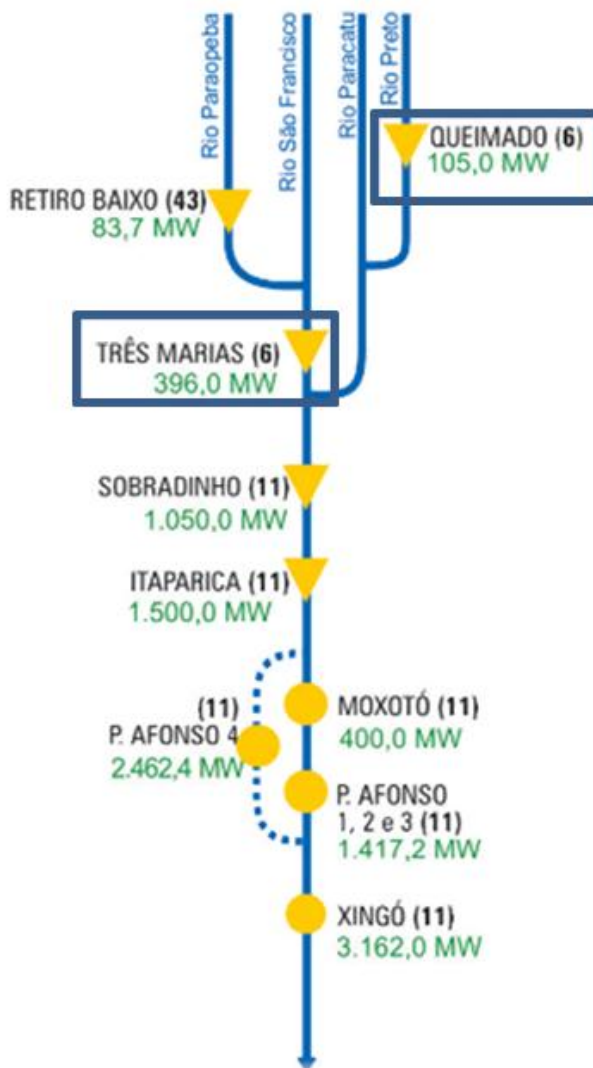 Rio Paraopeba
Rio São Francisco
Rio Paracatu
Rio Preto
QUEIMADO (6)
105,0 MW
RETIRO BAIXO (43)
83,7 MW
TRÊS MARIAS (6)
396,0 MW
SOBRADINHO (11)
1.050,0 MW
ITAPARICA (11)
1.500,0 MW
(11)
P. AFONSO 4
2.462,4 MW
MOXOTÓ (11)
400,0 MW
P. AFONSO
1, 2 e 3 (11)
1.417,2 MW
XINGÓ (11)
3.162,0 MW